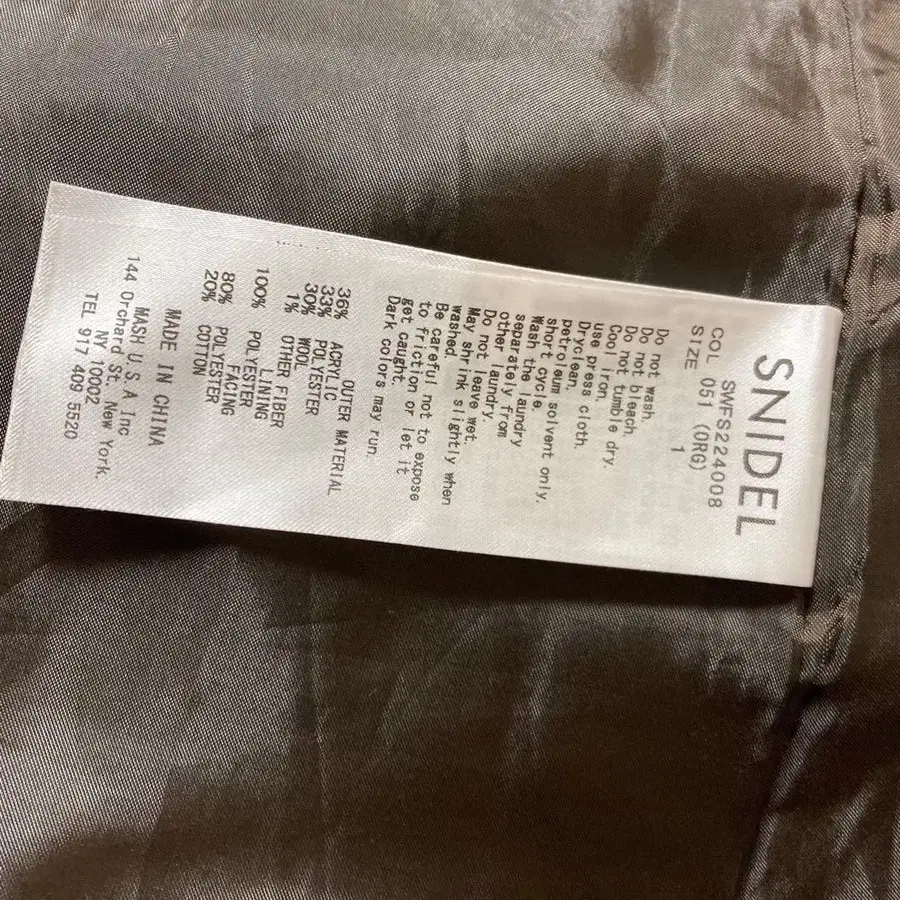 SNIDEL
SWFS224008
COL 051 (ORG)
SIZE 1
Do not wash.
Do not bleach.
Do not tumble dry.
Cool iron,
use press cloth.
Dryclean,
petroleum solvent only.
short cycle.
Wash the laundry
separately from
other laundry.
Do not leave wet.
May shrink slightly when
washed.
Be careful not to expose
to friction or let it
get caught.
Dark colors may run.
OUTER MATERIAL
36% ACRYLIC
33% POLYESTER
30% WOOL
1% OTHER FIBER
LINING
100% POLYESTER
FACING
80% POLYESTER
20% COTTON
MADE IN CHINA
MASH U.S.A Inc
144 Orchard St. New York.
NY 10002
TEL 917 409 5520